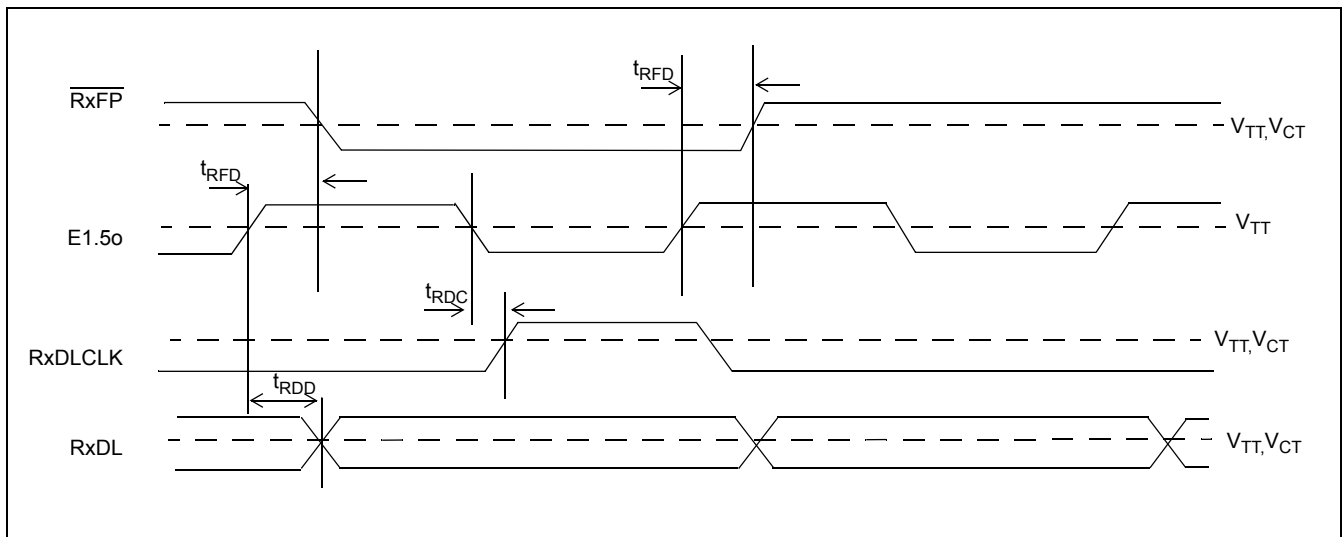 tRFD
RxFP
VTT,VCT
tRFD
E1.5o
VTT
tRDC
RxDLCLK
VTT,VCT
tRDD
RxDL
VTT,VCT